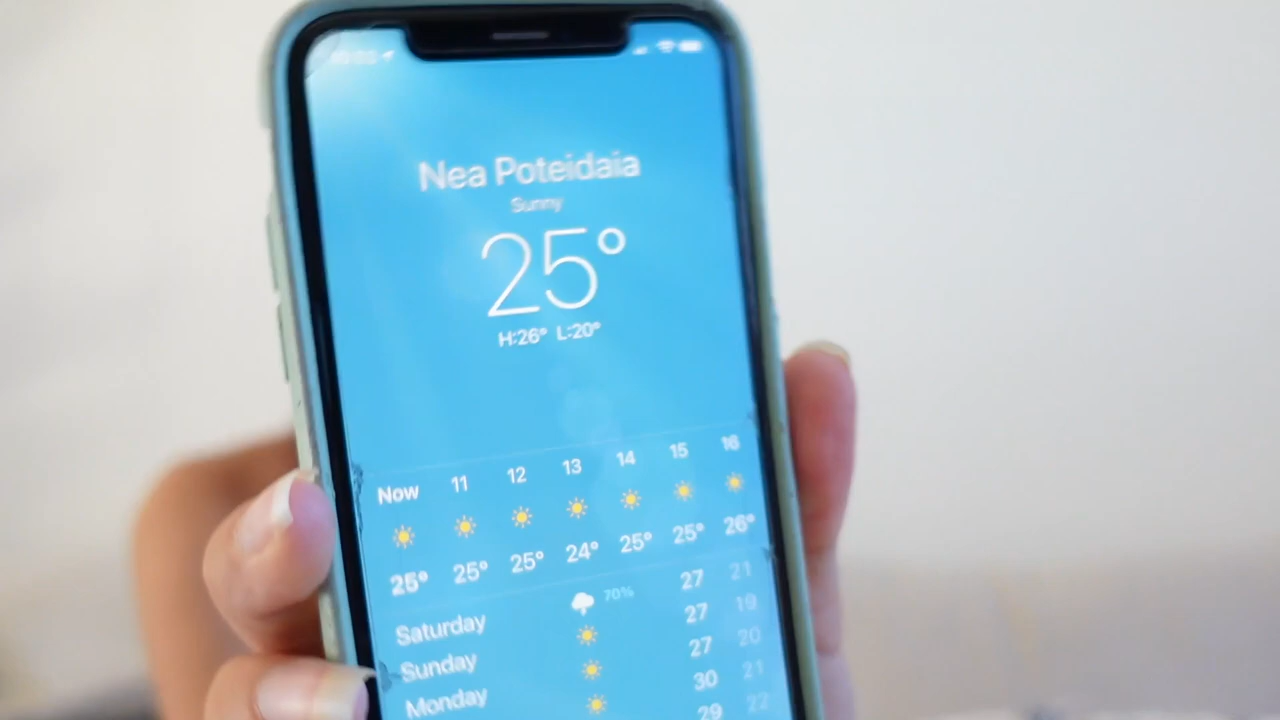 Nea Poteidaia
Sunny
25°
H:26° L:20°
Now 11 12 13 14 15 16
25° 25° 25° 24° 25° 25° 26°
Saturday 70% 27 21
Sunday 27 19
Monday 27 20
30 21
29 22